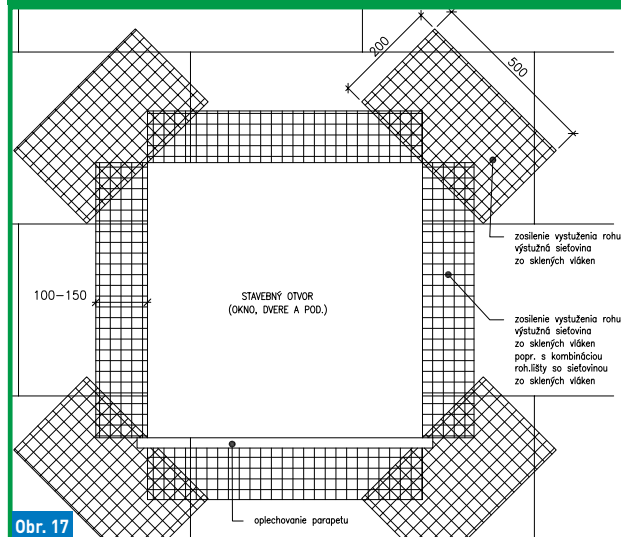 200
500
zosilenie vystuženia rohu
výstužná sieťovina
zo sklených vláken
100-150
STAVEBNÝ OTVOR
(OKNO, DVERE A POD.)
zosilenie vystuženia rohu
výstužná sieťovina
zo sklených vláken
popr. s kombináciou
roh.lišty so sieťovinou
zo sklených vláken
oplechovanie parapetu
Obr. 17